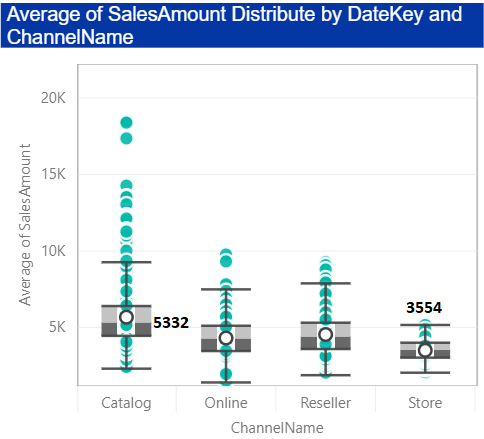 Average of SalesAmount Distribute by DateKey and
ChannelName
20K
15K
10K
5K
Average of SalesAmount
5332
3554
Catalog
Online
Reseller
Store
ChannelName